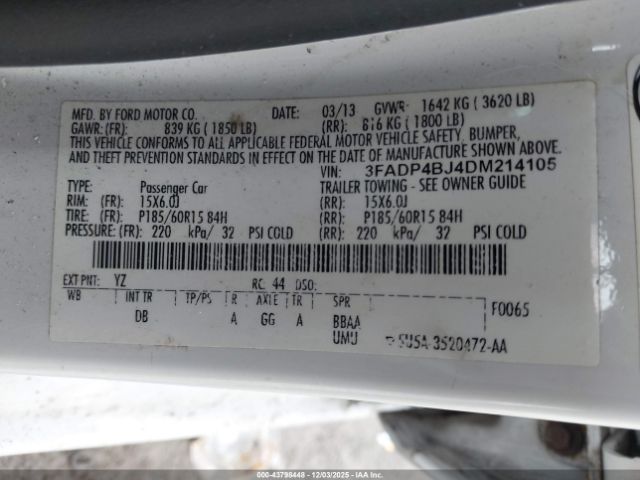 MFD. BY FORD MOTOR CO. DATE: 03/13 GVWR: 1642 KG ( 3620 LB)
GAWR: (FR): 839 KG ( 1850 LB) (RR): 816 KG ( 1800 LB)
THIS VEHICLE CONFORMS TO ALL APPLICABLE FEDERAL MOTOR VEHICLE SAFETY, BUMPER,
AND THEFT PREVENTION STANDARDS IN EFFECT ON THE DATE OF MANUFACTURE SHOWN ABOVE.
VIN: 3FADP4BJ4DM214105
TYPE: Passenger Car TRAILER TOWING - SEE OWNER GUIDE
RIM: (FR): 15X6.0J (RR): 15X6.0J
TIRE: (FR): P185/60R15 84H (RR): P185/60R15 84H
PRESSURE: (FR): 220 kPa/ 32 PSI COLD (RR): 220 kPa/ 32 PSI COLD
EXT PNT: YZ RC: 44 DSO:
WB INT TR TP/PS R AXLE TR SPR
DB A GG A BBAA F0065
UMU 5U5A-3520472-AA
000-43798448 - 12/03/2025 - IAAI.com